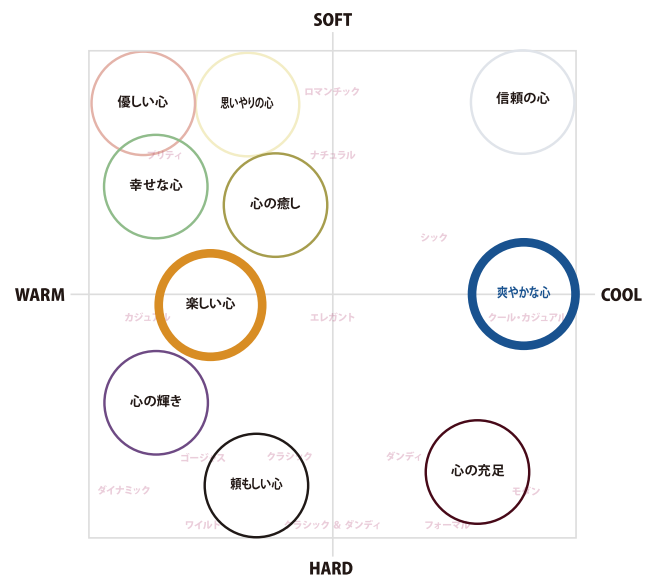 SOFT
優しい心
思いやりの心
ロマンチック
信頼の心
プリティ
ナチュラル
幸せな心
心の癒し
シック
WARM
楽しい心
爽やかな心
COOL
カジュアル
エレガント
クール・カジュアル
心の輝き
ゴージャス
クラシック
ダンディ
心の充足
頼もしい心
ダイナミック
モダン
ワイルド
クラシック & ダンディ
フォーマル
HARD